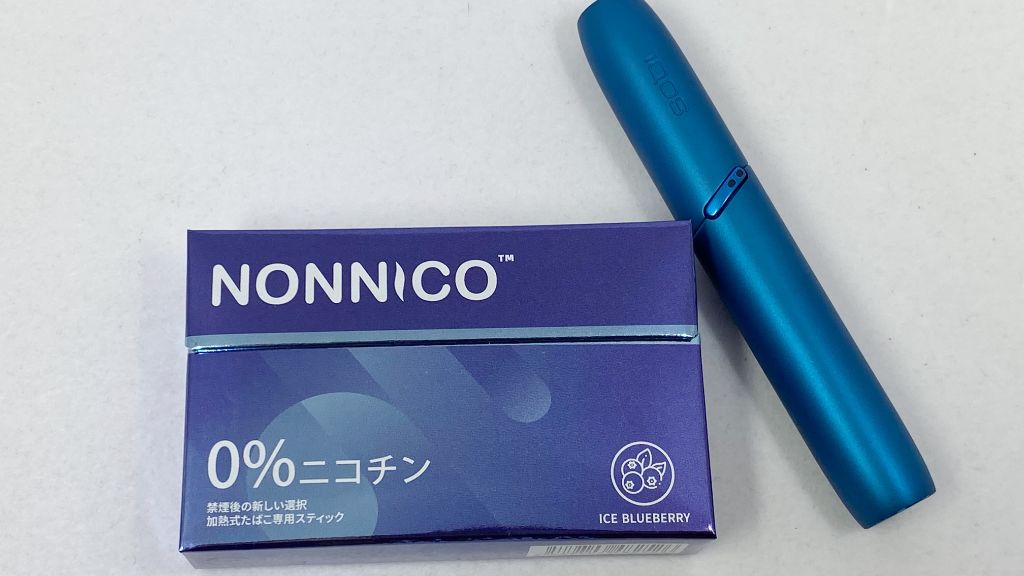 IQOS
NONNICO™
0%ニコチン
禁煙後の新しい選択
加熱式たばこ専用スティック
ICE BLUEBERRY